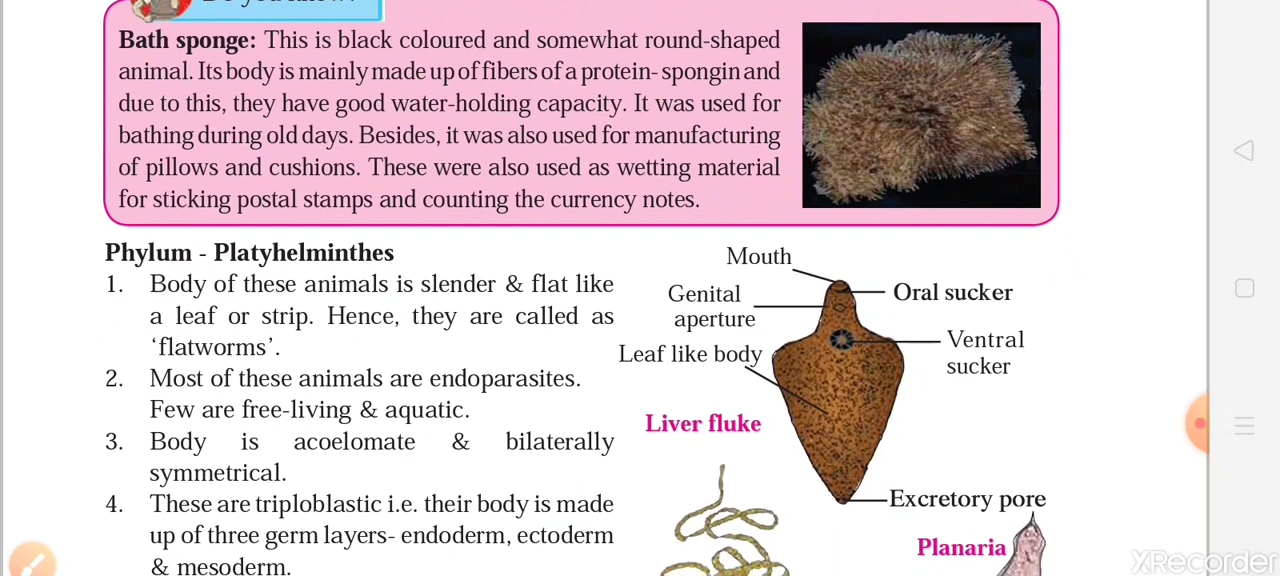 Bath sponge: This is black coloured and somewhat round-shaped
animal. Its body is mainly made up of fibers of a protein- spongin and
due to this, they have good water-holding capacity. It was used for
bathing during old days. Besides, it was also used for manufacturing
of pillows and cushions. These were also used as wetting material
for sticking postal stamps and counting the currency notes.
Phylum - Platyhelminthes
1. Body of these animals is slender & flat like
a leaf or strip. Hence, they are called as
‘flatworms’.
2. Most of these animals are endoparasites.
Few are free-living & aquatic.
3. Body is acoelomate & bilaterally
symmetrical.
4. These are triploblastic i.e. their body is made
up of three germ layers- endoderm, ectoderm
& mesoderm.
Mouth
Genital
aperture
Oral sucker
Ventral
sucker
Leaf like body
Liver fluke
Excretory pore
Planaria
XRecorder